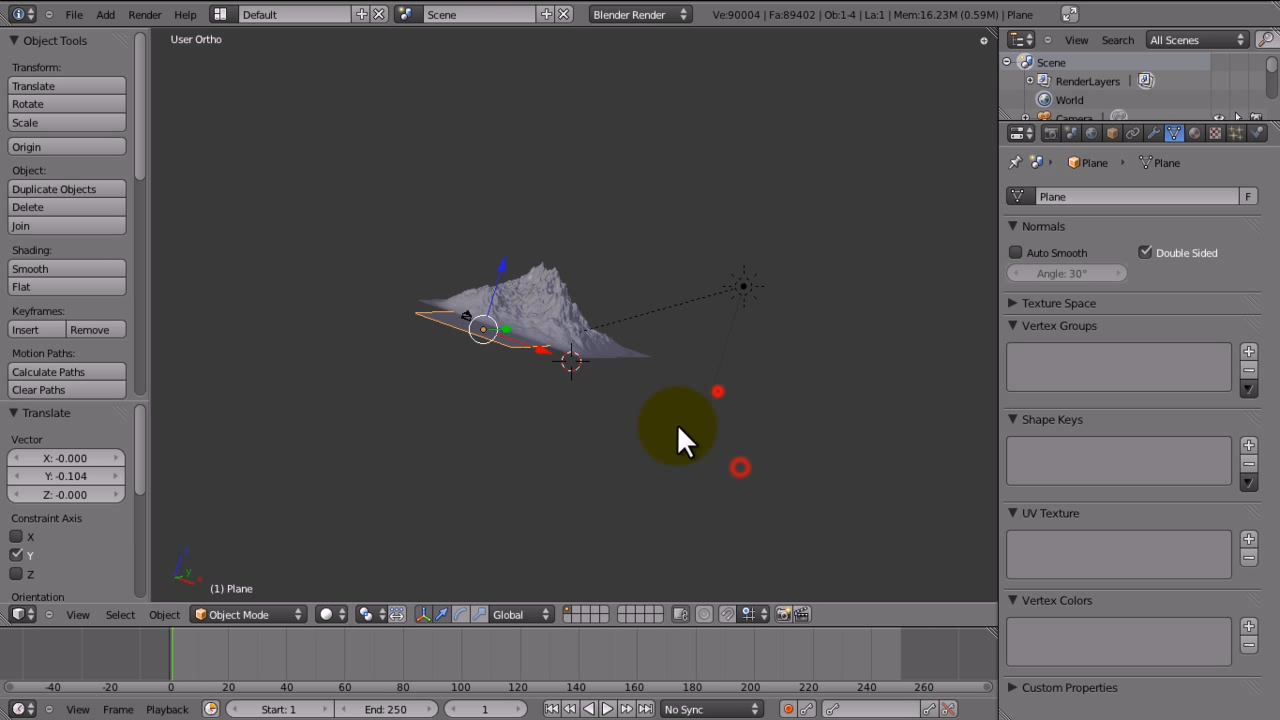 File Add Render Help Default Scene Blender Render Ve:90004 | Fa:89402 | Ob:1-4 | La:1 | Mem:16.23M (0.59M) | Plane
Object Tools
Transform:
Translate
Rotate
Scale
Origin
Object:
Duplicate Objects
Delete
Join
Shading:
Smooth
Flat
Keyframes:
Insert Remove
Motion Paths:
Calculate Paths
Clear Paths
Translate
Vector
X: -0.000
Y: -0.104
Z: -0.000
Constraint Axis
X
Y
Z
Orientation
User Ortho
z
y
x
(1) Plane
View Select Object Object Mode Global
-40 -20 0 20 40 60 80 100 120 140 160 180 200 220 240 260
View Frame Playback Start: 1 End: 250 1 No Sync
View Search All Scenes
Scene
RenderLayers |
World
Camera
Plane Plane
Plane F
Normals
Auto Smooth Double Sided
Angle: 30°
Texture Space
Vertex Groups
Shape Keys
UV Texture
Vertex Colors
Custom Properties